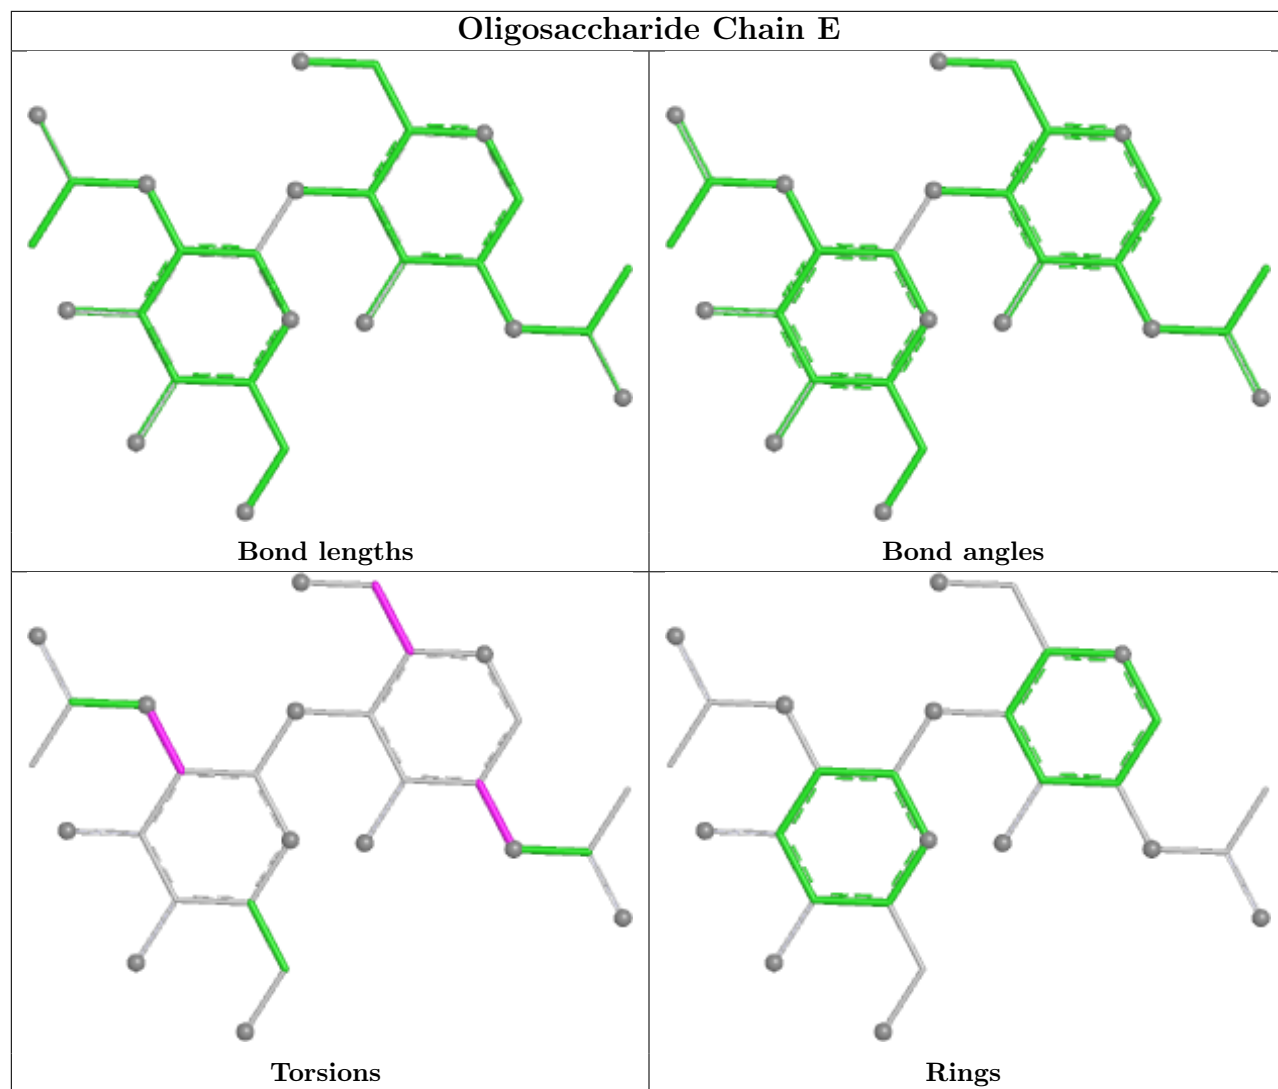 Oligosaccharide Chain E
Bond lengths
Bond angles
Torsions
Rings